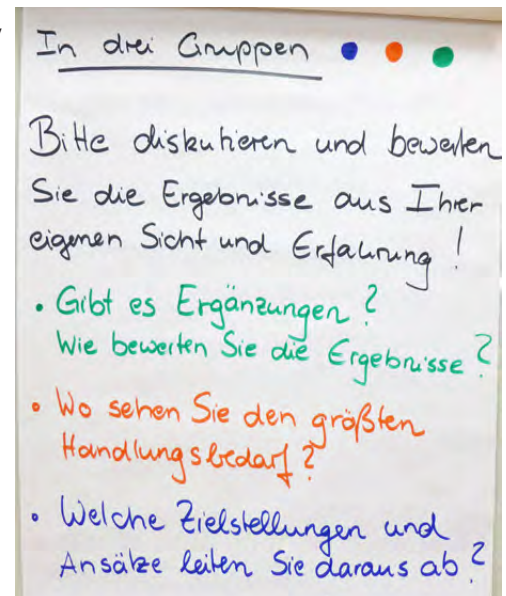 In drei Gruppen
Bitte diskutieren und bewerten
Sie die Ergebnisse aus Ihrer
eigenen Sicht und Erfahrung!
• Gibt es Ergänzungen?
Wie bewerten Sie die Ergebnisse?
• Wo sehen Sie den größten
Handlungsbedarf?
• Welche Zielstellungen und
Ansätze leiten Sie daraus ab?